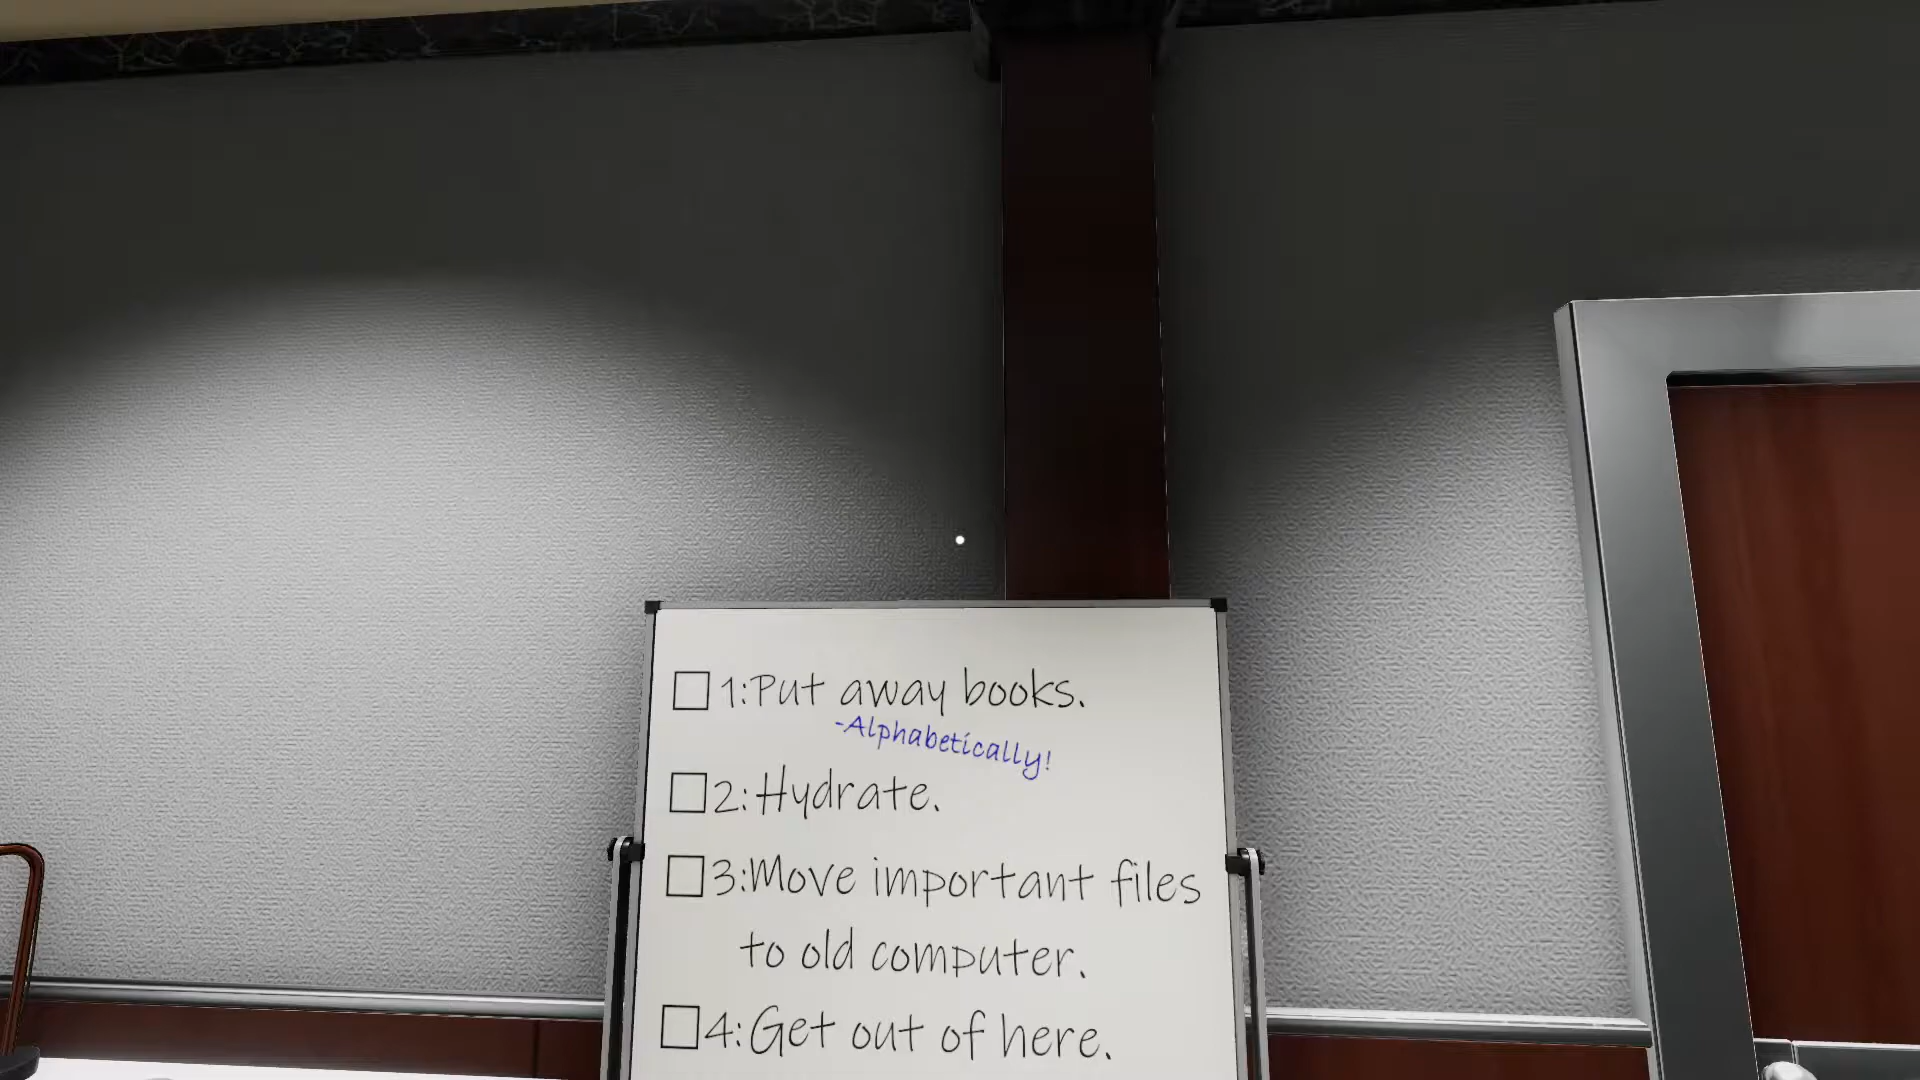 1:Put away books.
-Alphabetically!
2:Hydrate.
3:Move important files
to old computer.
4:Get out of here.